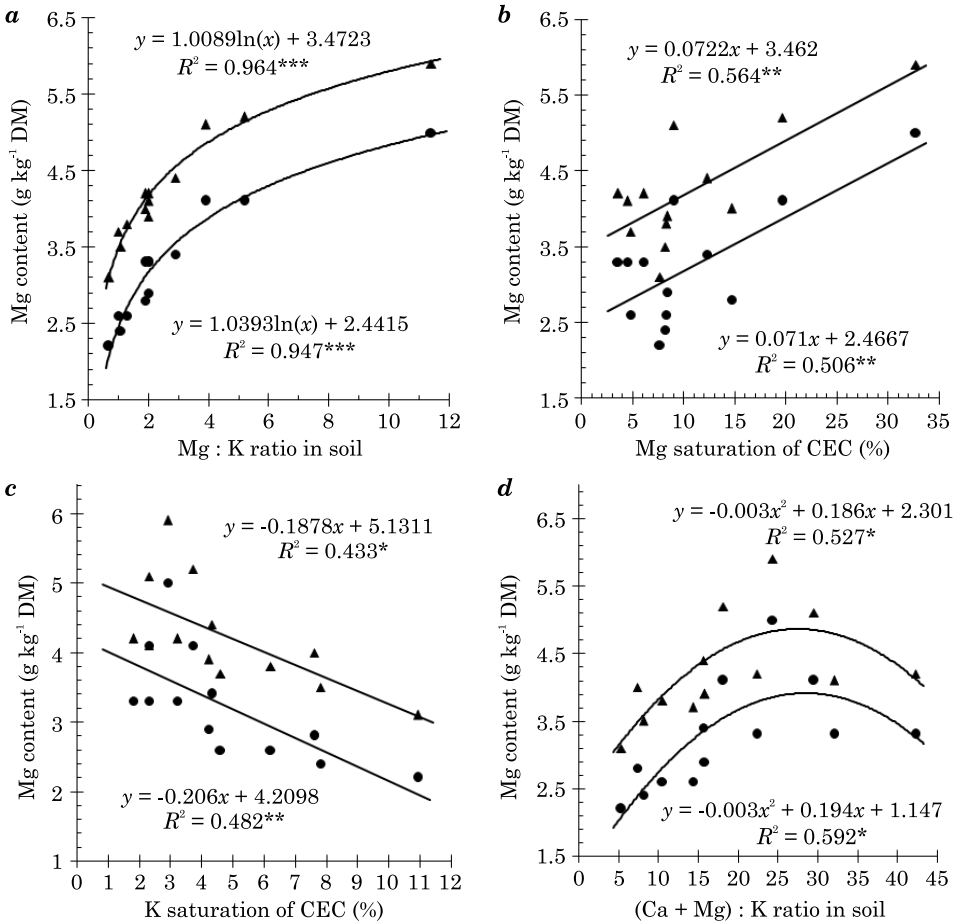 a
6.5
5.5
4.5
3.5
2.5
1.5
Mg content (g kg⁻¹ DM)
y = 1.0089ln(x) + 3.4723
R² = 0.964***
y = 1.0393ln(x) + 2.4415
R² = 0.947***
0 2 4 6 8 10 12
Mg : K ratio in soil
b
6.5
5.5
4.5
3.5
2.5
1.5
Mg content (g kg⁻¹ DM)
y = 0.0722x + 3.462
R² = 0.564**
y = 0.071x + 2.4667
R² = 0.506**
0 5 10 15 20 25 30 35
Mg saturation of CEC (%)
c
6
5
4
3
2
1
Mg content (g kg⁻¹ DM)
y = -0.1878x + 5.1311
R² = 0.433*
y = -0.206x + 4.2098
R² = 0.482**
0 1 2 3 4 5 6 7 8 9 10 11 12
K saturation of CEC (%)
d
6.5
5.5
4.5
3.5
2.5
1.5
Mg content (g kg⁻¹ DM)
y = -0.003x² + 0.186x + 2.301
R² = 0.527*
y = -0.003x² + 0.194x + 1.147
R² = 0.592*
0 5 10 15 20 25 30 35 40 45
(Ca + Mg) : K ratio in soil